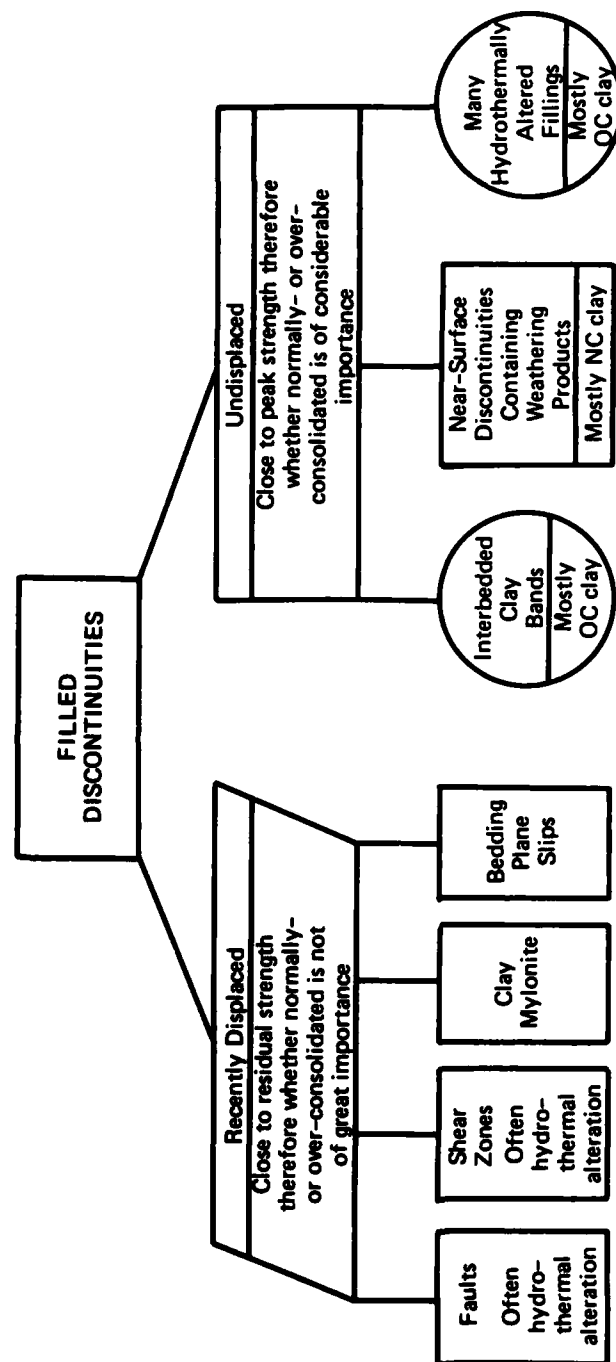 FILLED
DISCONTINUITIES
Recently Displaced
Close to residual strength
therefore whether normally-
or over-consolidated is not
of great importance
Undisplaced
Close to peak strength therefore
whether normally- or over-
consolidated is of considerable
importance
Faults
Often
hydro-
thermal
alteration
Shear
Zones
Often
hydro-
thermal
alteration
Clay
Mylonite
Bedding
Plane
Slips
Interbedded
Clay
Bands
Mostly
OC clay
Near-Surface
Discontinuities
Containing
Weathering
Products
Mostly NC clay
Many
Hydrothermally
Altered
Fillings
Mostly
OC clay